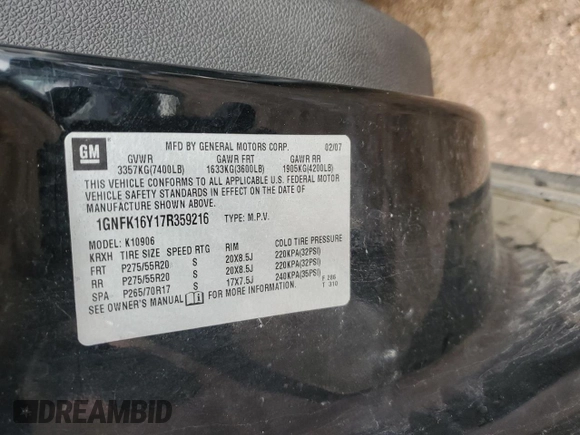 GM
MFD BY GENERAL MOTORS CORP. 02/07
GVWR GAWR FRT GAWR RR
3357KG(7400LB) 1633KG(3600LB) 1905KG(4200LB)
THIS VEHICLE CONFORMS TO ALL APPLICABLE U.S. FEDERAL MOTOR
VEHICLE SAFETY STANDARDS IN EFFECT ON THE DATE OF
MANUFACTURE SHOWN ABOVE.
1GNFK16Y17R359216 TYPE: M.P.V.
MODEL: K10906
KRXH TIRE SIZE SPEED RTG RIM COLD TIRE PRESSURE
FRT P275/55R20 S 20X8.5J 220KPA(32PSI)
RR P275/55R20 S 20X8.5J 220KPA(32PSI)
SPA P265/70R17 S 17X7.5J 240KPA(35PSI)
SEE OWNER'S MANUAL FOR MORE INFORMATION.
F 286
1 310
DREAMBID